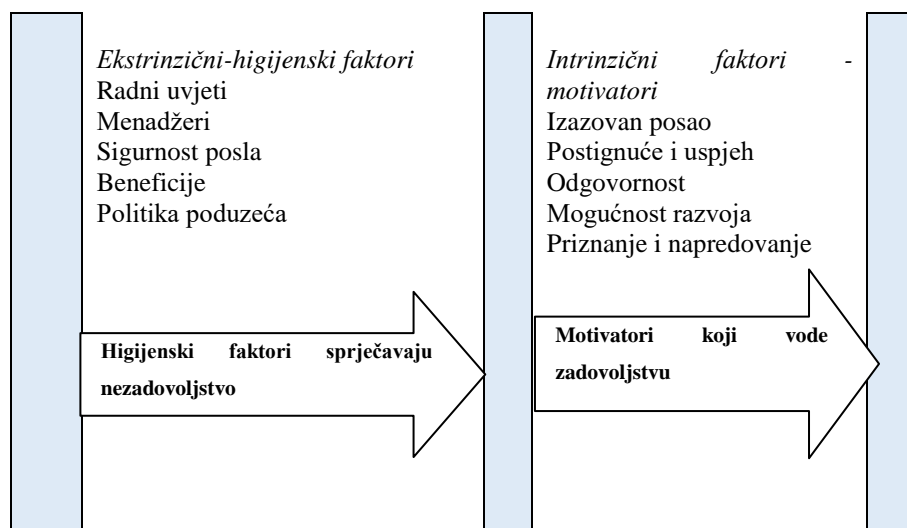 Ekstrinzični-higijenski faktori
Radni uvjeti
Menadžeri
Sigurnost posla
Beneficije
Politika poduzeća
Higijenski faktori sprječavaju
nezadovoljstvo
Intrinzični faktori -
motivatori
Izazovan posao
Postignuće i uspjeh
Odgovornost
Mogućnost razvoja
Priznanje i napredovanje
Motivatori koji vode
zadovoljstvu